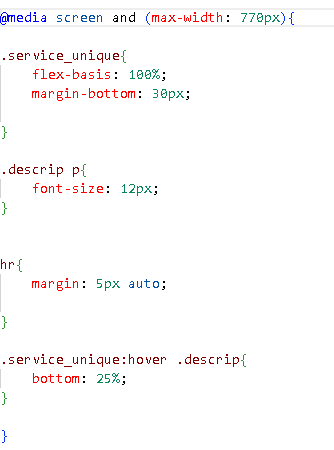 @media screen and (max-width: 770px){
.service_unique{
flex-basis: 100%;
margin-bottom: 30px;
}
.descrip p{
font-size: 12px;
}
hr{
margin: 5px auto;
}
.service_unique:hover .descrip{
bottom: 25%;
}
}